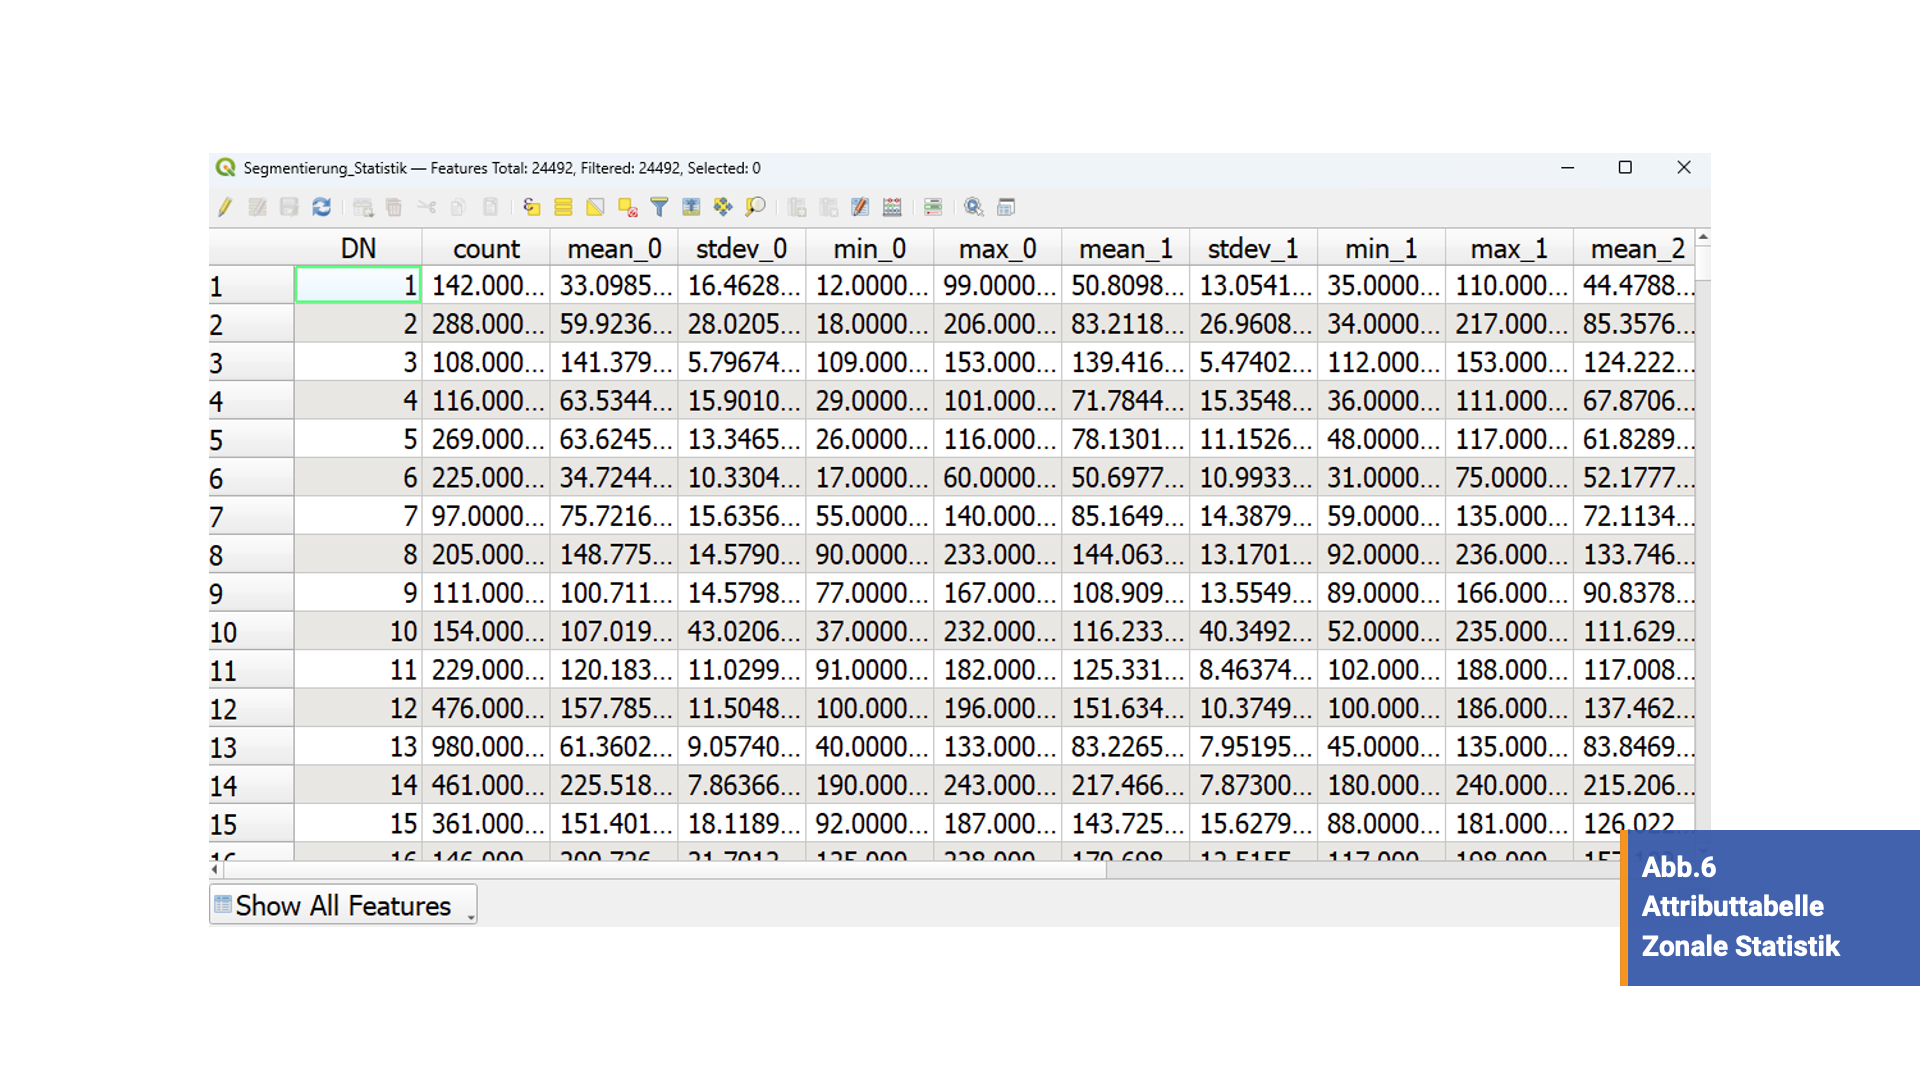 Segmentierung_Statistik — Features Total: 24492, Filtered: 24492, Selected: 0
DN count mean_0 stdev_0 min_0 max_0 mean_1 stdev_1 min_1 max_1 mean_2
1 1 142.000... 33.0985... 16.4628... 12.0000... 99.0000... 50.8098... 13.0541... 35.0000... 110.000... 44.4788...
2 2 288.000... 59.9236... 28.0205... 18.0000... 206.000... 83.2118... 26.9608... 34.0000... 217.000... 85.3576...
3 3 108.000... 141.379... 5.79674... 109.000... 153.000... 139.416... 5.47402... 112.000... 153.000... 124.222...
4 4 116.000... 63.5344... 15.9010... 29.0000... 101.000... 71.7844... 15.3548... 36.0000... 111.000... 67.8706...
5 5 269.000... 63.6245... 13.3465... 26.0000... 116.000... 78.1301... 11.1526... 48.0000... 117.000... 61.8289...
6 6 225.000... 34.7244... 10.3304... 17.0000... 60.0000... 50.6977... 10.9933... 31.0000... 75.0000... 52.1777...
7 7 97.0000... 75.7216... 15.6356... 55.0000... 140.000... 85.1649... 14.3879... 59.0000... 135.000... 72.1134...
8 8 205.000... 148.775... 14.5790... 90.0000... 233.000... 144.063... 13.1701... 92.0000... 236.000... 133.746...
9 9 111.000... 100.711... 14.5798... 77.0000... 167.000... 108.909... 13.5549... 89.0000... 166.000... 90.8378...
10 10 154.000... 107.019... 43.0206... 37.0000... 232.000... 116.233... 40.3492... 52.0000... 235.000... 111.629...
11 11 229.000... 120.183... 11.0299... 91.0000... 182.000... 125.331... 8.46374... 102.000... 188.000... 117.008...
12 12 476.000... 157.785... 11.5048... 100.000... 196.000... 151.634... 10.3749... 100.000... 186.000... 137.462...
13 13 980.000... 61.3602... 9.05740... 40.0000... 133.000... 83.2265... 7.95195... 45.0000... 135.000... 83.8469...
14 14 461.000... 225.518... 7.86366... 190.000... 243.000... 217.466... 7.87300... 180.000... 240.000... 215.206...
15 15 361.000... 151.401... 18.1189... 92.0000... 187.000... 143.725... 15.6279... 88.0000... 181.000... 126.022...
16 16
Show All Features
Abb.6
Attributtabelle
Zonale Statistik